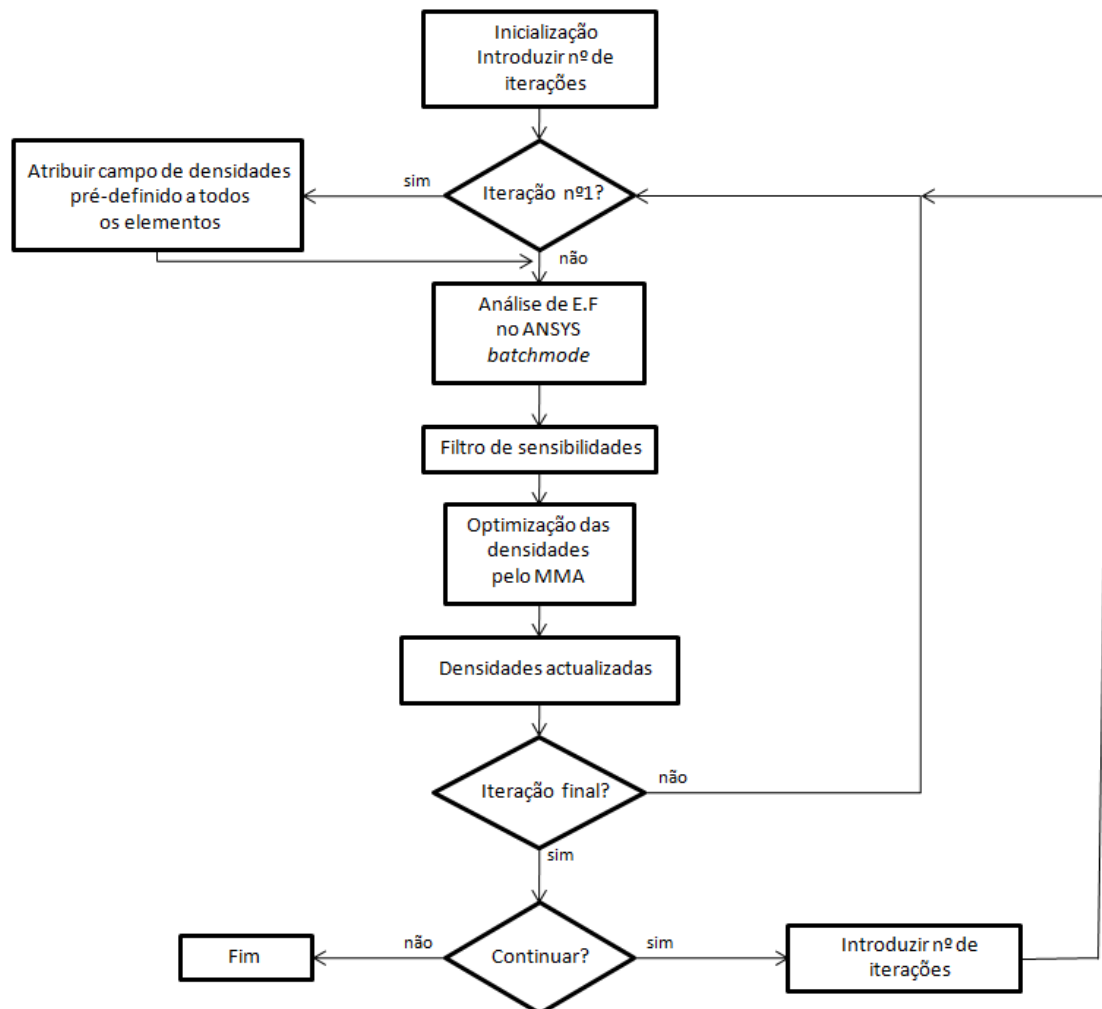 Inicialização
Introduzir nº de
iterações
Atribuir campo de densidades
pré-definido a todos
os elementos
sim
Iteração nº1?
não
Análise de E.F
no ANSYS
batchmode
Filtro de sensibilidades
Optimização das
densidades
pelo MMA
Densidades actualizadas
Iteração final?
não
sim
Fim
não
Continuar?
sim
Introduzir nº de
iterações